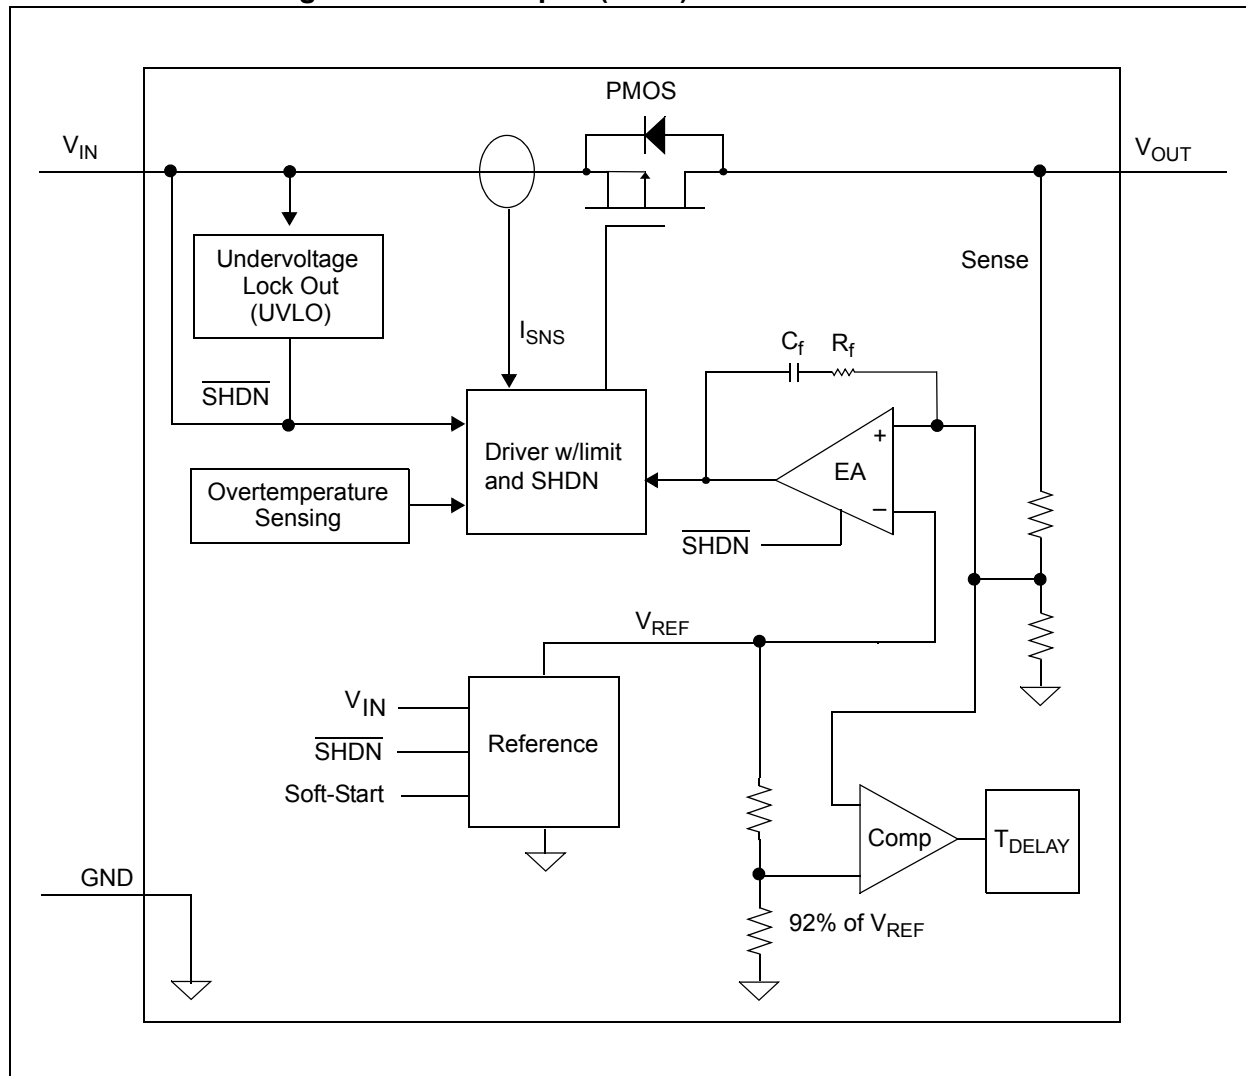 PMOS
VIN
VOUT
Undervoltage
Lock Out
(UVLO)
Sense
ISNS
Cf
Rf
SHDN
Driver w/limit
and SHDN
+
EA
−
Overtemperature
Sensing
SHDN
VREF
VIN
SHDN
Soft-Start
Reference
Comp
TDELAY
GND
92% of VREF